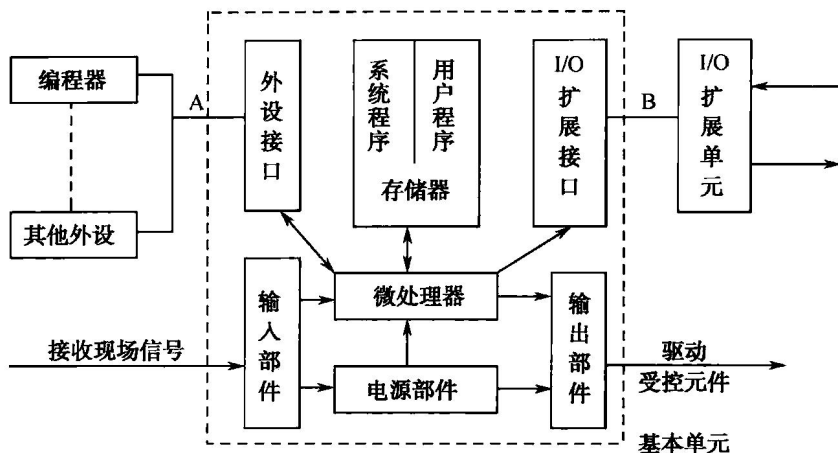 编程器
其他外设
A
外设接口
系统程序
用户程序
存储器
I/O
扩展接口
B
I/O
扩展单元
微处理器
输入部件
输出部件
电源部件
接收现场信号
驱动
受控元件
基本单元